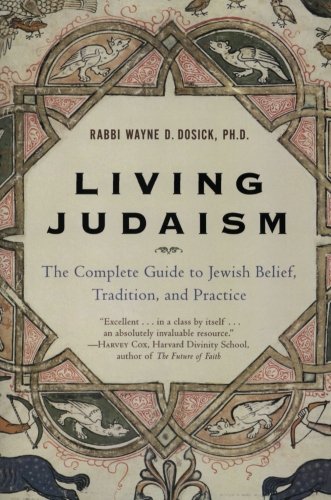 RABBI WAYNE D. DOSICK, PH.D.
LIVING
JUDAISM
The Complete Guide to Jewish Belief,
Tradition, and Practice
"Excellent . . . in a class by itself . . .
an absolutely invaluable resource."
—HARVEY COX, Harvard Divinity School,
author of The Future of Faith